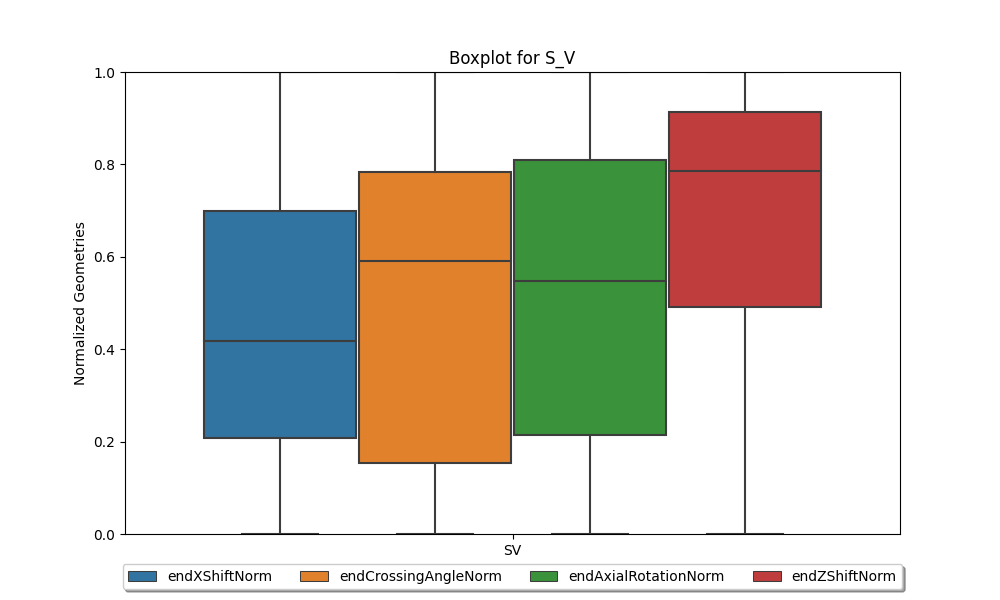 Boxplot for S_V
Normalized Geometries
1.0
0.8
0.6
0.4
0.2
0.0
SV
endXShiftNorm endCrossingAngleNorm endAxialRotationNorm endZShiftNorm